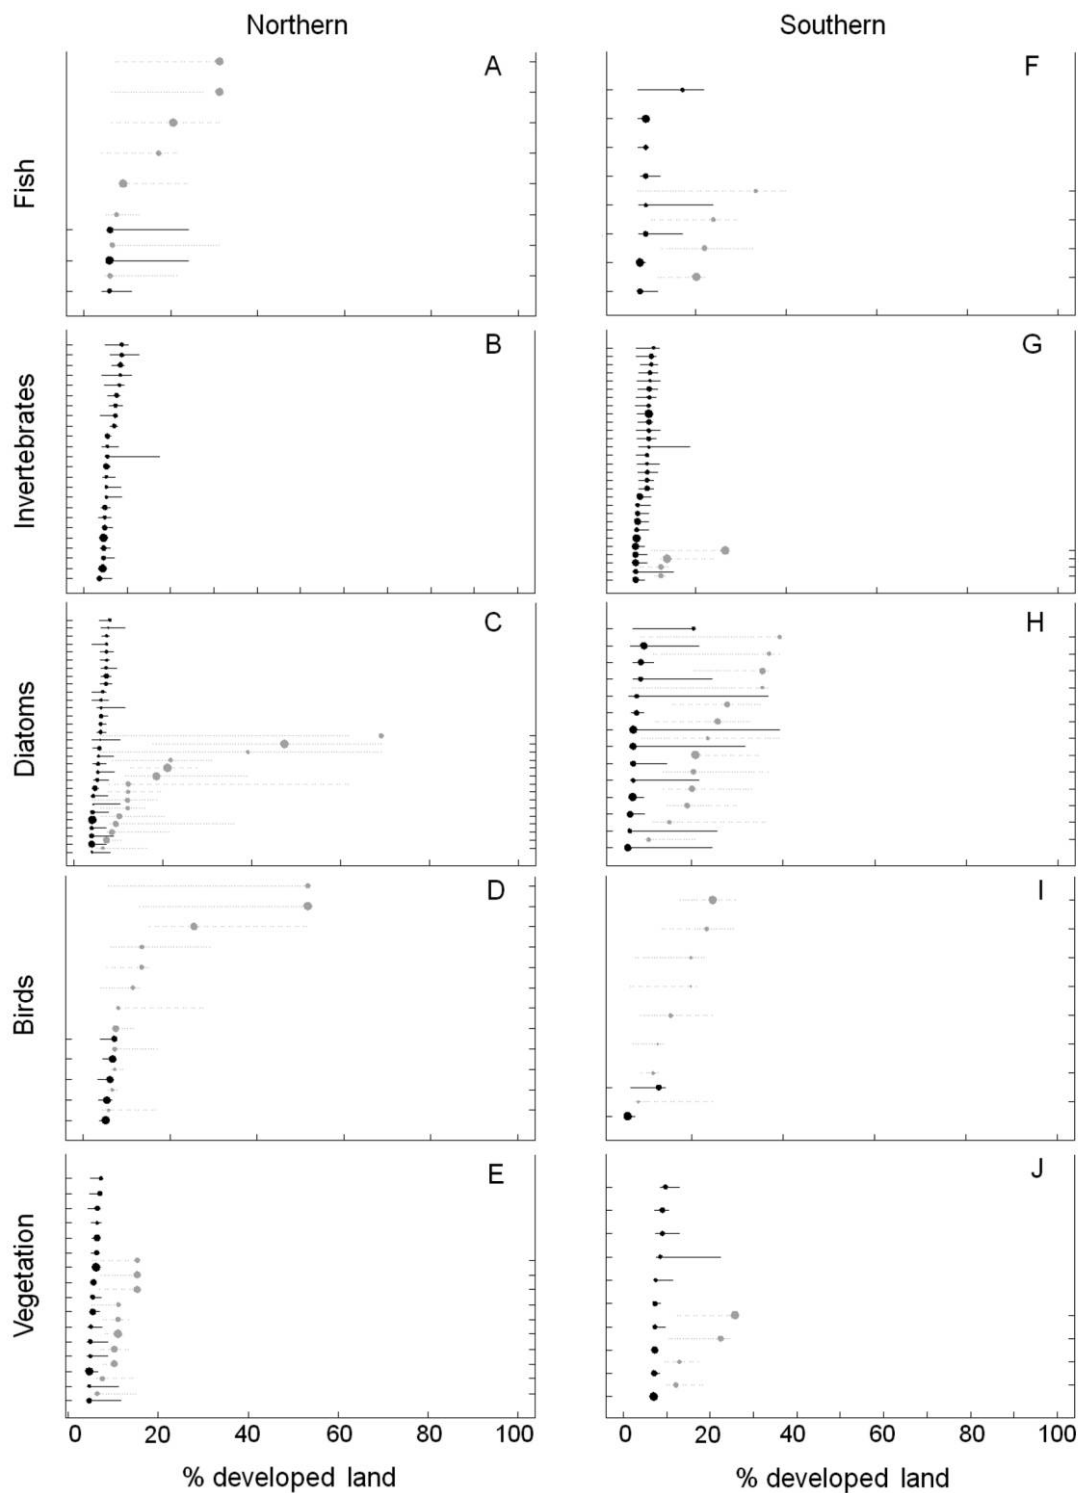 Northern Southern
A F
Fish
B G
Invertebrates
C H
Diatoms
D I
Birds
E J
Vegetation
0 20 40 60 80 100 0 20 40 60 80 100
% developed land % developed land